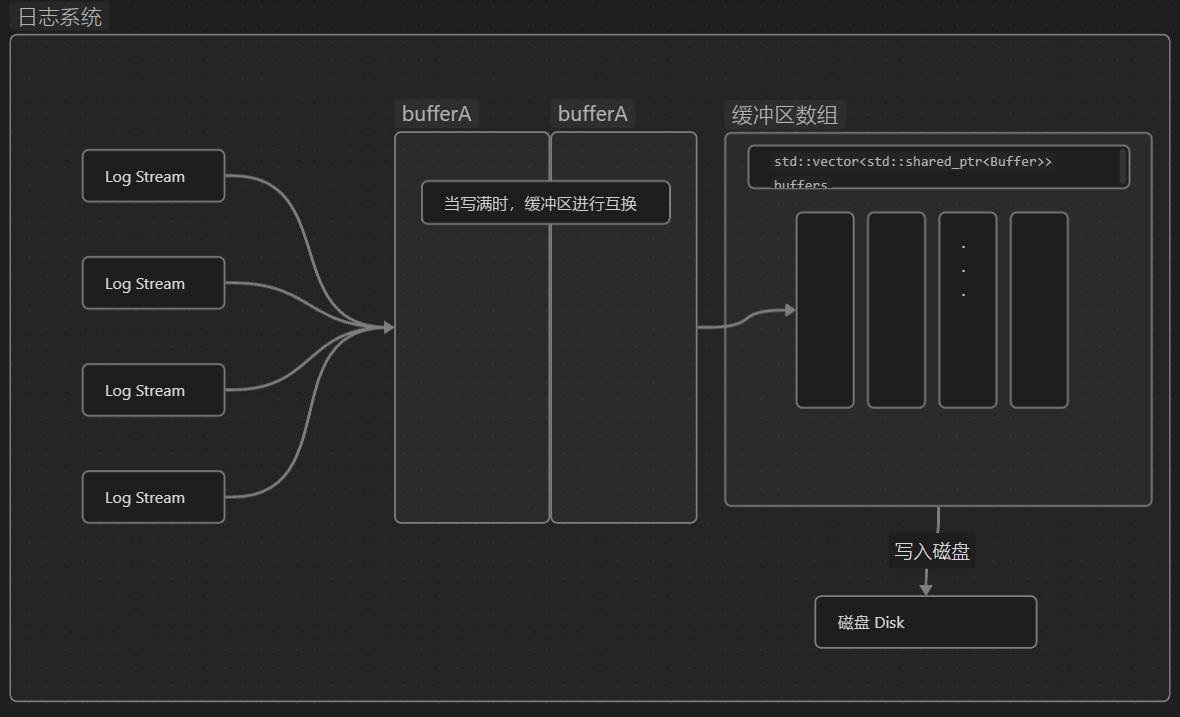 日志系统
bufferA
bufferA
缓冲区数组
std::vector<std::shared_ptr<Buffer>>
buffers
当写满时，缓冲区进行互换
Log Stream
Log Stream
Log Stream
Log Stream
.
.
.
写入磁盘
磁盘 Disk